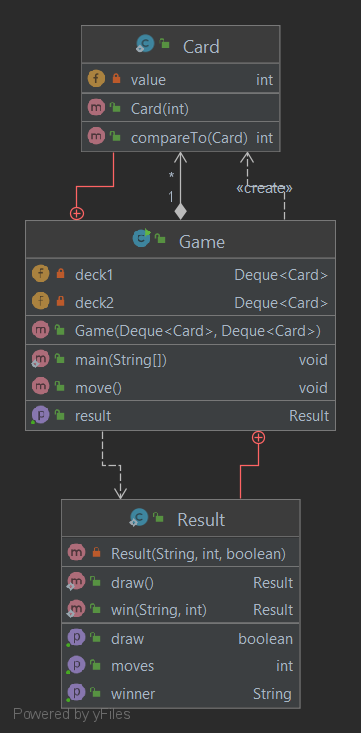 Card
value int
Card(int)
compareTo(Card) int
*
1
«create»
Game
deck1 Deque<Card>
deck2 Deque<Card>
Game(Deque<Card>, Deque<Card>)
main(String[]) void
move() void
result Result
Result
Result(String, int, boolean)
draw() Result
win(String, int) Result
draw boolean
moves int
winner String
Powered by yFiles